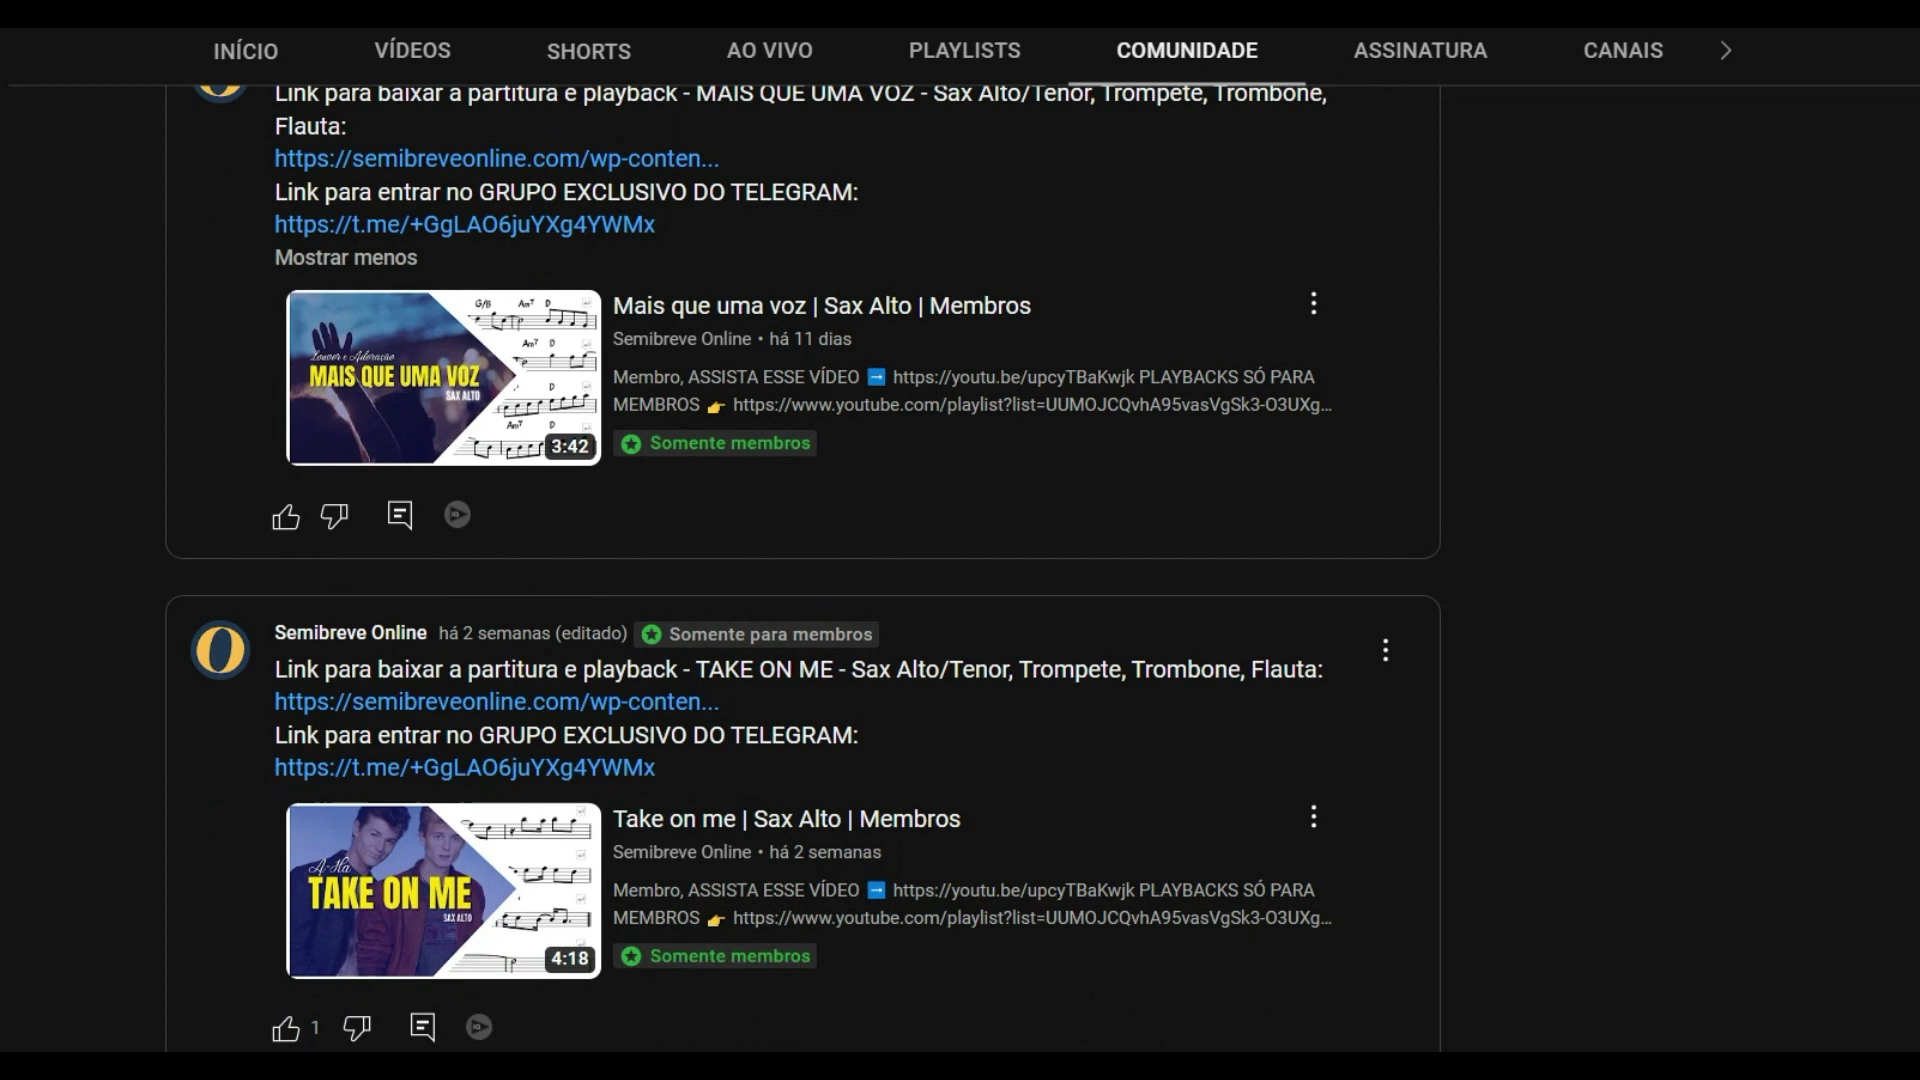 INÍCIO VÍDEOS SHORTS AO VIVO PLAYLISTS COMUNIDADE ASSINATURA CANAIS
Link para baixar a partitura e playback - MAIS QUE UMA VOZ - Sax Alto/Tenor, Trompete, Trombone,
Flauta:
https://semibreveonline.com/wp-conten...
Link para entrar no GRUPO EXCLUSIVO DO TELEGRAM:
https://t.me/+GgLAO6juYXg4YWMx
Mostrar menos
G/B Am7 D
Am7 D
D
Am7 D
Louvor e Adoração
MAIS QUE UMA VOZ
SAX ALTO
3:42
Mais que uma voz | Sax Alto | Membros
Semibreve Online • há 11 dias
Membro, ASSISTA ESSE VÍDEO ➡️ https://youtu.be/upcyTBaKwjk PLAYBACKS SÓ PARA
MEMBROS 👉 https://www.youtube.com/playlist?list=UUMOJCQvhA95vasVgSk3-O3UXg...
Somente membros
Semibreve Online há 2 semanas (editado) Somente para membros
Link para baixar a partitura e playback - TAKE ON ME - Sax Alto/Tenor, Trompete, Trombone, Flauta:
https://semibreveonline.com/wp-conten...
Link para entrar no GRUPO EXCLUSIVO DO TELEGRAM:
https://t.me/+GgLAO6juYXg4YWMx
A-Ha
TAKE ON ME
SAX ALTO
4:18
Take on me | Sax Alto | Membros
Semibreve Online • há 2 semanas
Membro, ASSISTA ESSE VÍDEO ➡️ https://youtu.be/upcyTBaKwjk PLAYBACKS SÓ PARA
MEMBROS 👉 https://www.youtube.com/playlist?list=UUMOJCQvhA95vasVgSk3-O3UXg...
Somente membros
1